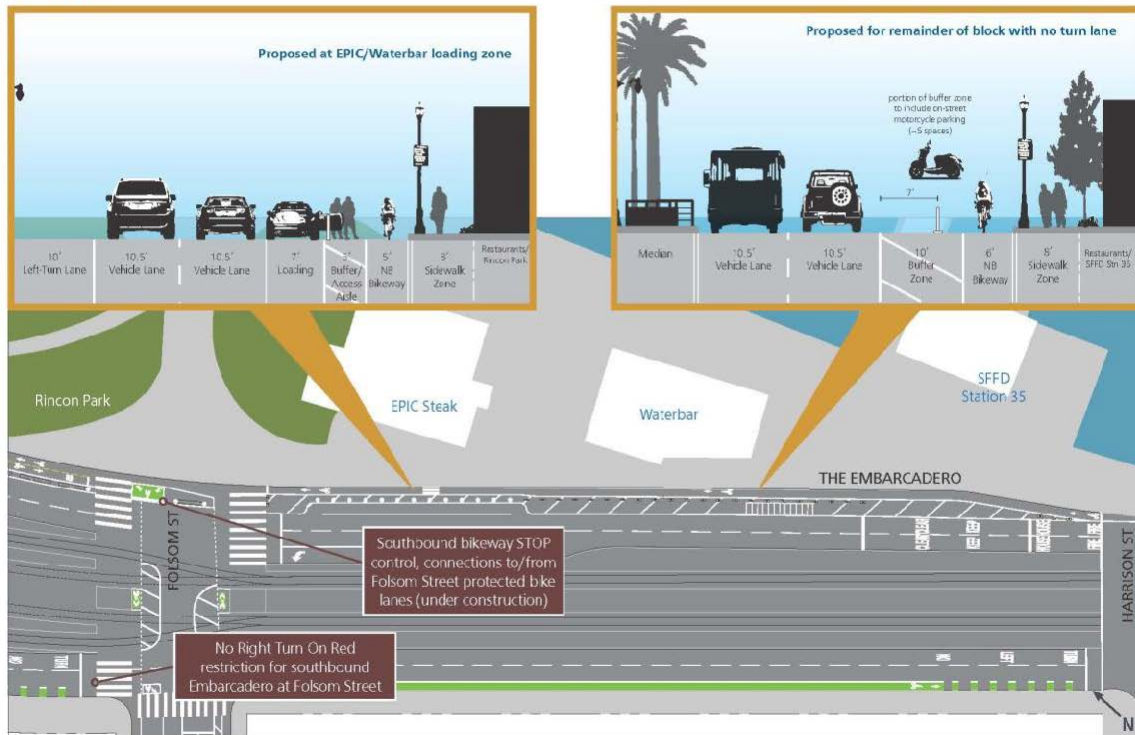 Proposed at EPIC/Waterbar loading zone
10'
Left-Turn Lane
10.5'
Vehicle Lane
10.5'
Vehicle Lane
7'
Loading
Buffer/
Access
Aisle
5'
NB
Bikeway
8'
Sidewalk
Zone
Restaurants/
Rincon Park
Proposed for remainder of block with no turn lane
portion of buffer zone
to include on-street
motorcycle parking
7'
Median
10.5'
Vehicle Lane
10.5'
Vehicle Lane
10'
Buffer
Zone
6'
NB
Bikeway
8'
Sidewalk
Zone
Restaurants/
SFFD Stn 35
Rincon Park
EPIC Steak
Waterbar
SFFD
Station 35
THE EMBARCADERO
FOLSOM ST
HARRISON ST
Southbound bikeway STOP
control, connections to/from
Folsom Street protected bike
lanes (under construction)
No Right Turn On Red
restriction for southbound
Embarcadero at Folsom Street
NO
TURN
NO
LEFT
TURN
N